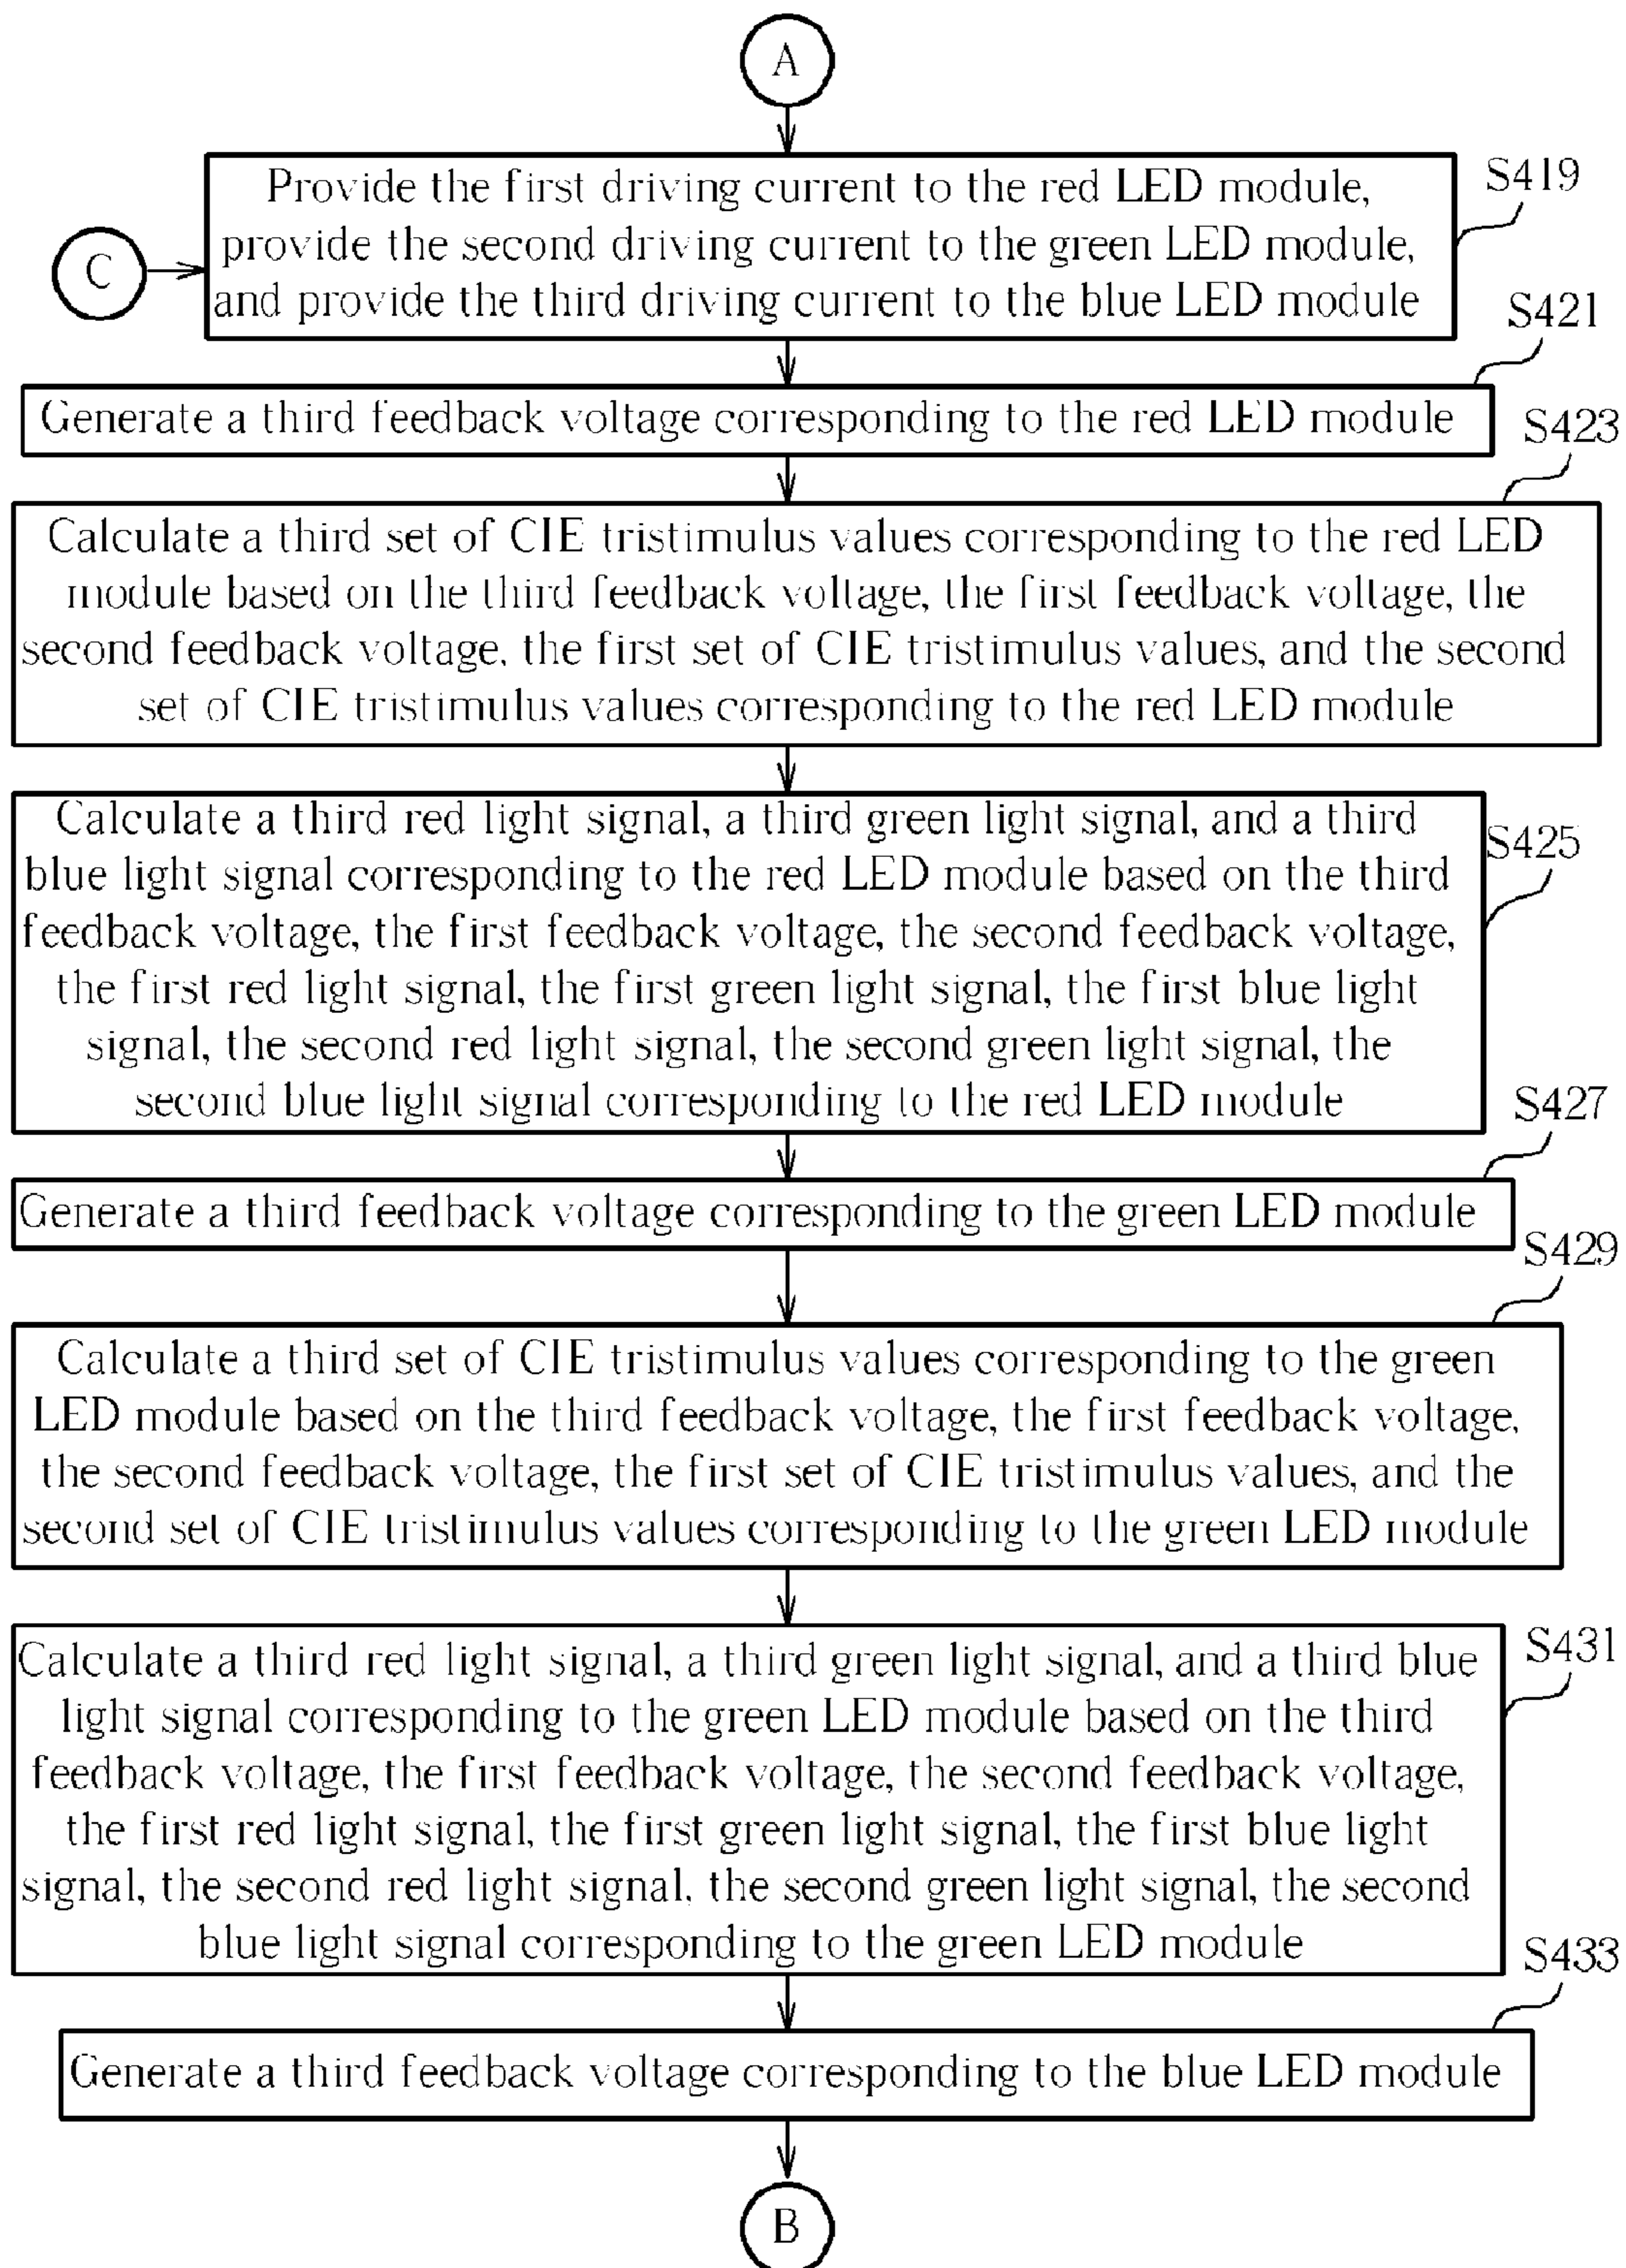 A
Provide the first driving current to the red LED module,
provide the second driving current to the green LED module,
and provide the third driving current to the blue LED module
S419
C
S421
Generate a third feedback voltage corresponding to the red LED module
S423
Calculate a third set of CIE tristimulus values corresponding to the red LED
module based on the third feedback voltage, the first feedback voltage, the
second feedback voltage, the first set of CIE tristimulus values, and the second
set of CIE tristimulus values corresponding to the red LED module
Calculate a third red light signal, a third green light signal, and a third
blue light signal corresponding to the red LED module based on the third
feedback voltage, the first feedback voltage, the second feedback voltage,
the first red light signal, the first green light signal, the first blue light
signal, the second red light signal, the second green light signal, the
second blue light signal corresponding to the red LED module
S425
S427
Generate a third feedback voltage corresponding to the green LED module
S429
Calculate a third set of CIE tristimulus values corresponding to the green
LED module based on the third feedback voltage, the first feedback voltage,
the second feedback voltage, the first set of CIE tristimulus values, and the
second set of CIE tristimulus values corresponding to the green LED module
Calculate a third red light signal, a third green light signal, and a third blue
light signal corresponding to the green LED module based on the third
feedback voltage, the first feedback voltage, the second feedback voltage,
the first red light signal, the first green light signal, the first blue light
signal, the second red light signal, the second green light signal, the second
blue light signal corresponding to the green LED module
S431
S433
Generate a third feedback voltage corresponding to the blue LED module
B